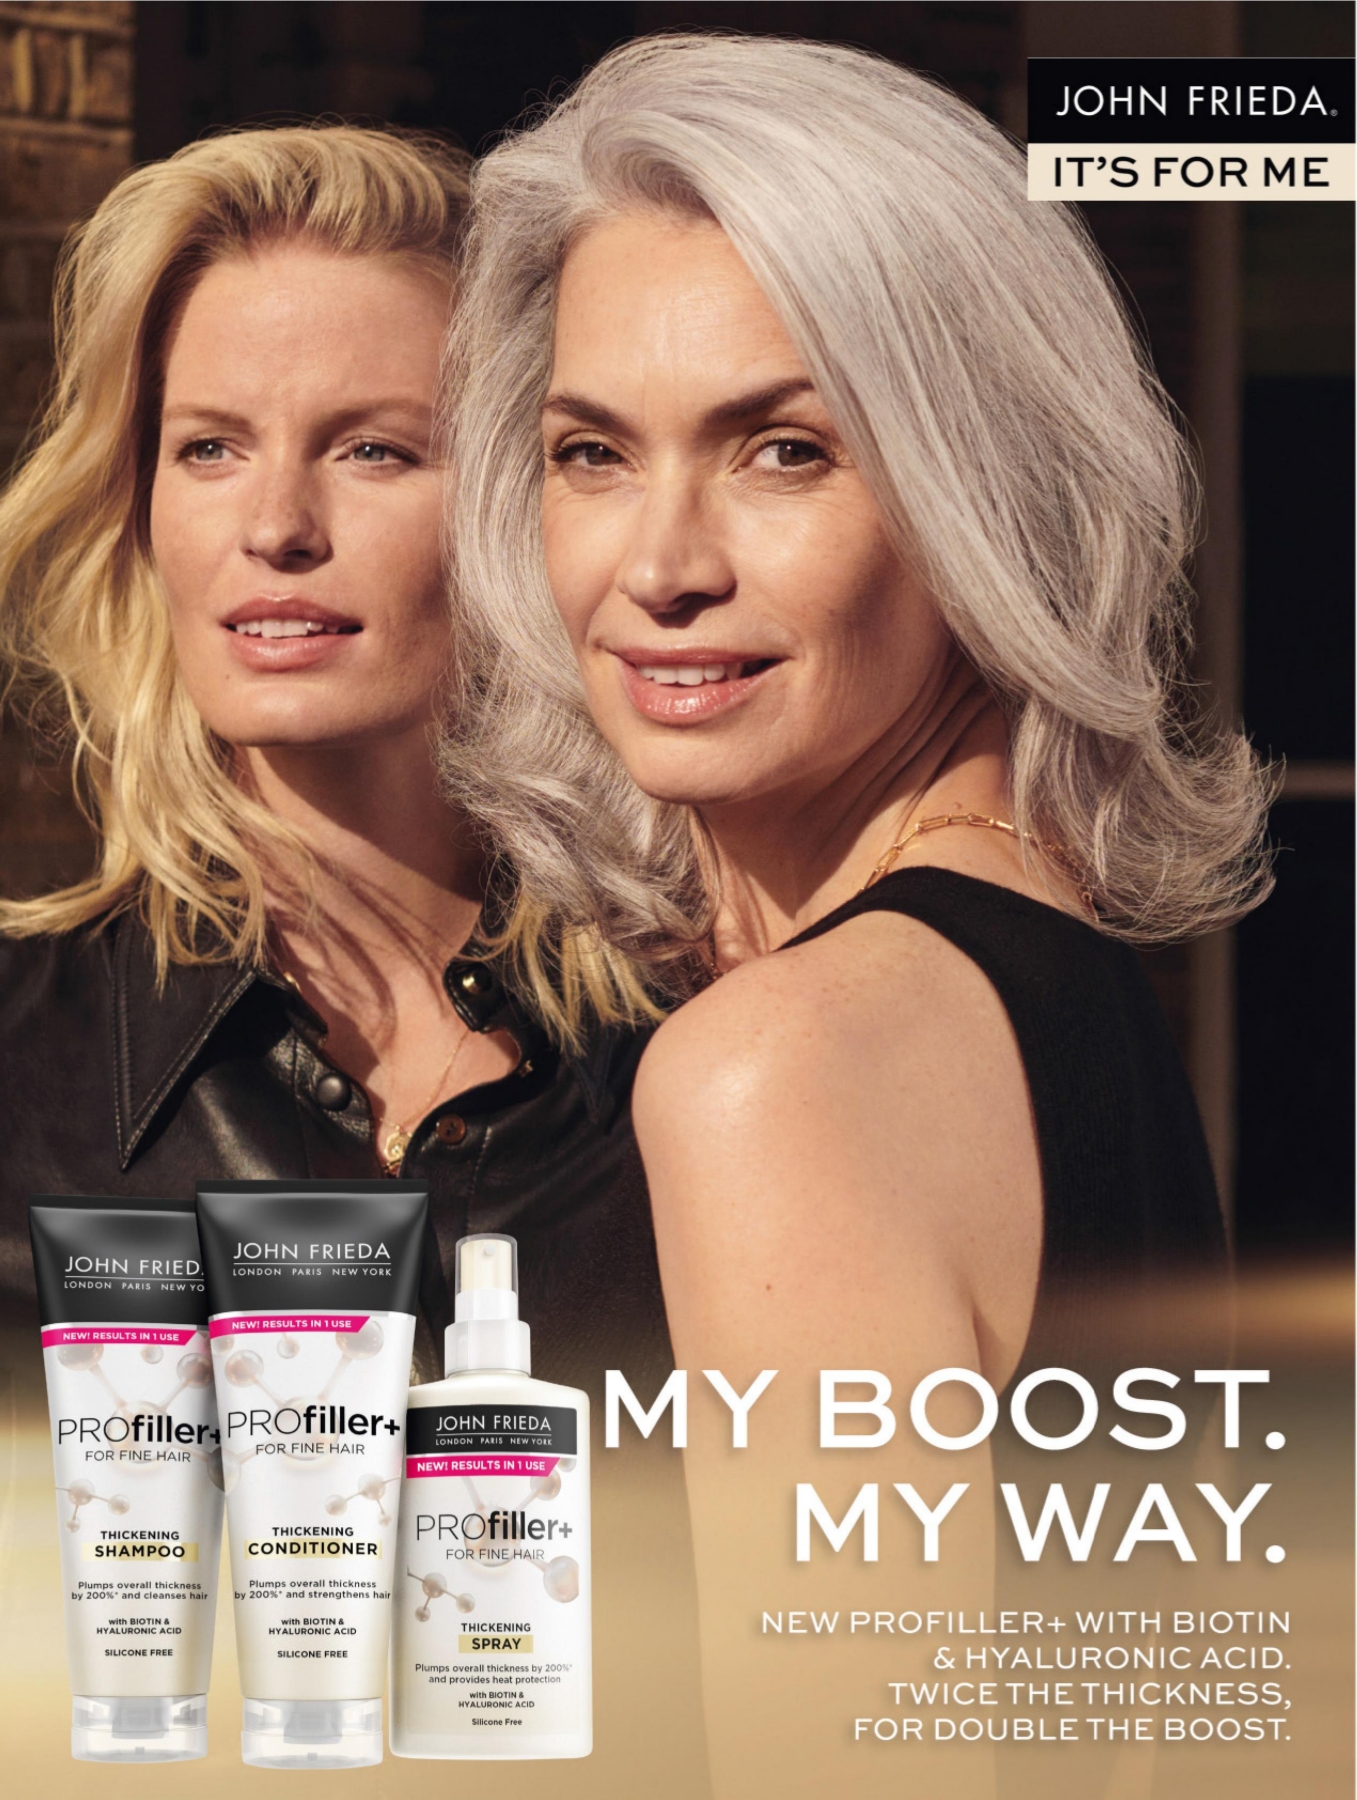 JOHN FRIEDA®
IT'S FOR ME
JOHN FRIED
LONDON PARIS NEW YO
NEW! RESULTS IN 1 USE
PROfiller+
FOR FINE HAIR
THICKENING
SHAMPOO
Plumps overall thickness
by 200%* and cleanses hair
with BIOTIN &
HYALURONIC ACID
SILICONE FREE
JOHN FRIEDA
LONDON PARIS NEW YORK
NEW! RESULTS IN 1 USE
PROfiller+
FOR FINE HAIR
THICKENING
CONDITIONER
Plumps overall thickness
by 200%* and strengthens hair
with BIOTIN &
HYALURONIC ACID
SILICONE FREE
JOHN FRIEDA
LONDON PARIS NEW YORK
NEW! RESULTS IN 1 USE
PROfiller+
FOR FINE HAIR
THICKENING
SPRAY
Plumps overall thickness by 200%*
and provides heat protection
with BIOTIN &
HYALURONIC ACID
Silicone Free
MY BOOST.
MY WAY.
NEW PROFILLER+ WITH BIOTIN
& HYALURONIC ACID.
TWICE THE THICKNESS,
FOR DOUBLE THE BOOST.